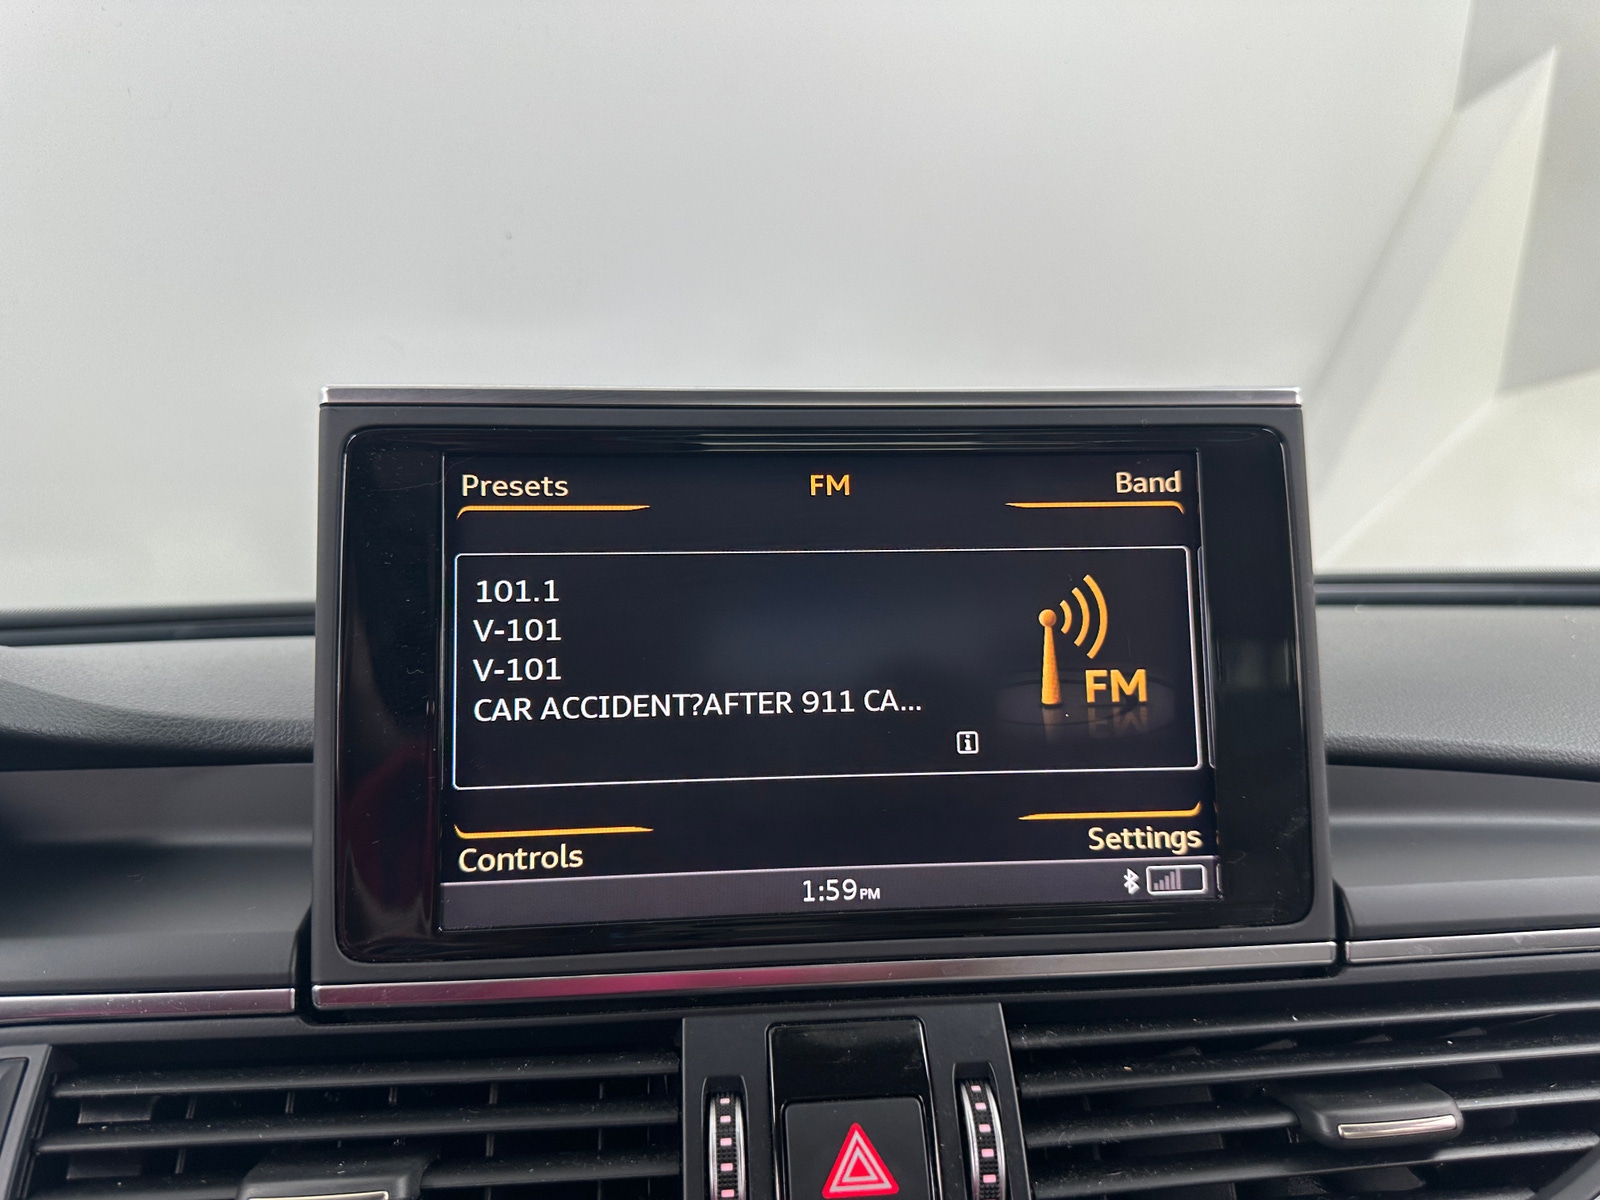 Presets FM Band
101.1
V-101
V-101
CAR ACCIDENT?AFTER 911 CA...
FM
Settings
Controls
1:59PM